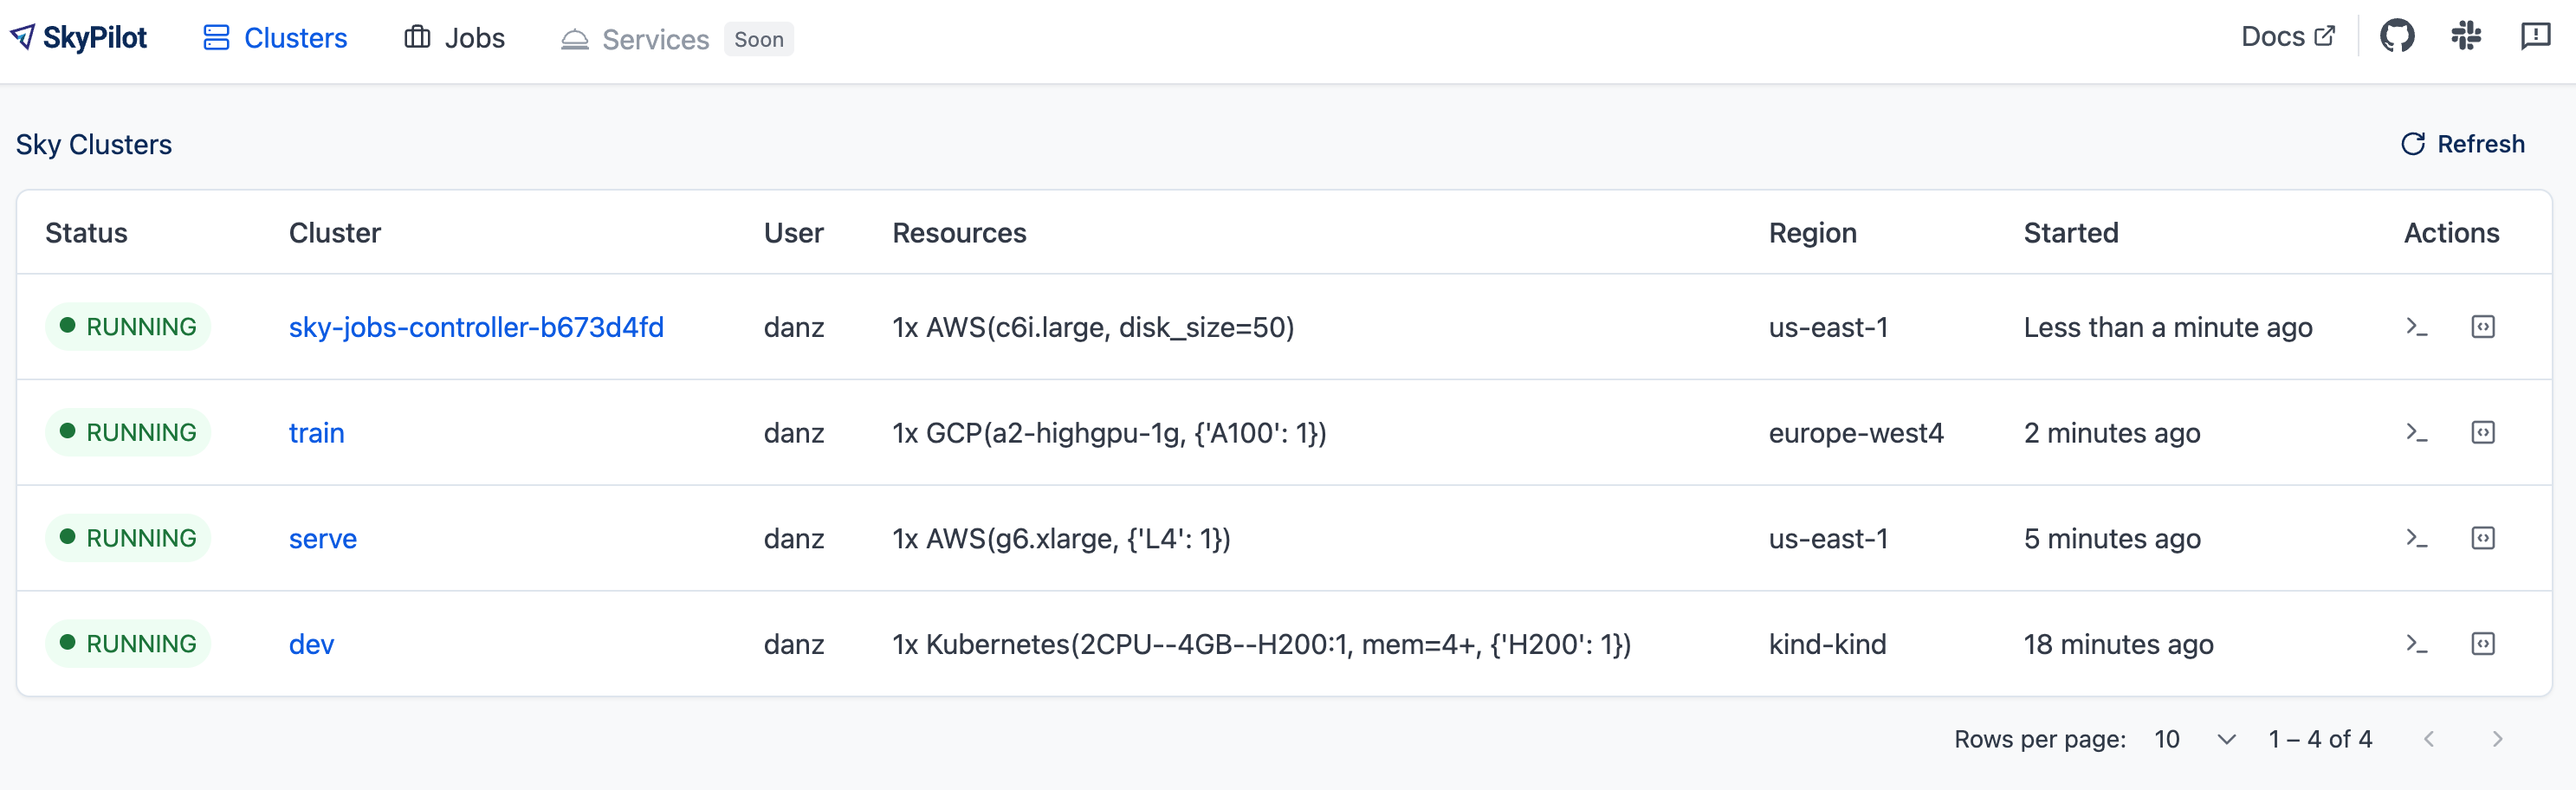 SkyPilot Clusters Jobs Services Soon Docs
Sky Clusters Refresh
Status Cluster User Resources Region Started Actions
RUNNING sky-jobs-controller-b673d4fd danz 1x AWS(c6i.large, disk_size=50) us-east-1 Less than a minute ago
RUNNING train danz 1x GCP(a2-highgpu-1g, {'A100': 1}) europe-west4 2 minutes ago
RUNNING serve danz 1x AWS(g6.xlarge, {'L4': 1}) us-east-1 5 minutes ago
RUNNING dev danz 1x Kubernetes(2CPU--4GB--H200:1, mem=4+, {'H200': 1}) kind-kind 18 minutes ago
Rows per page: 10 1 – 4 of 4